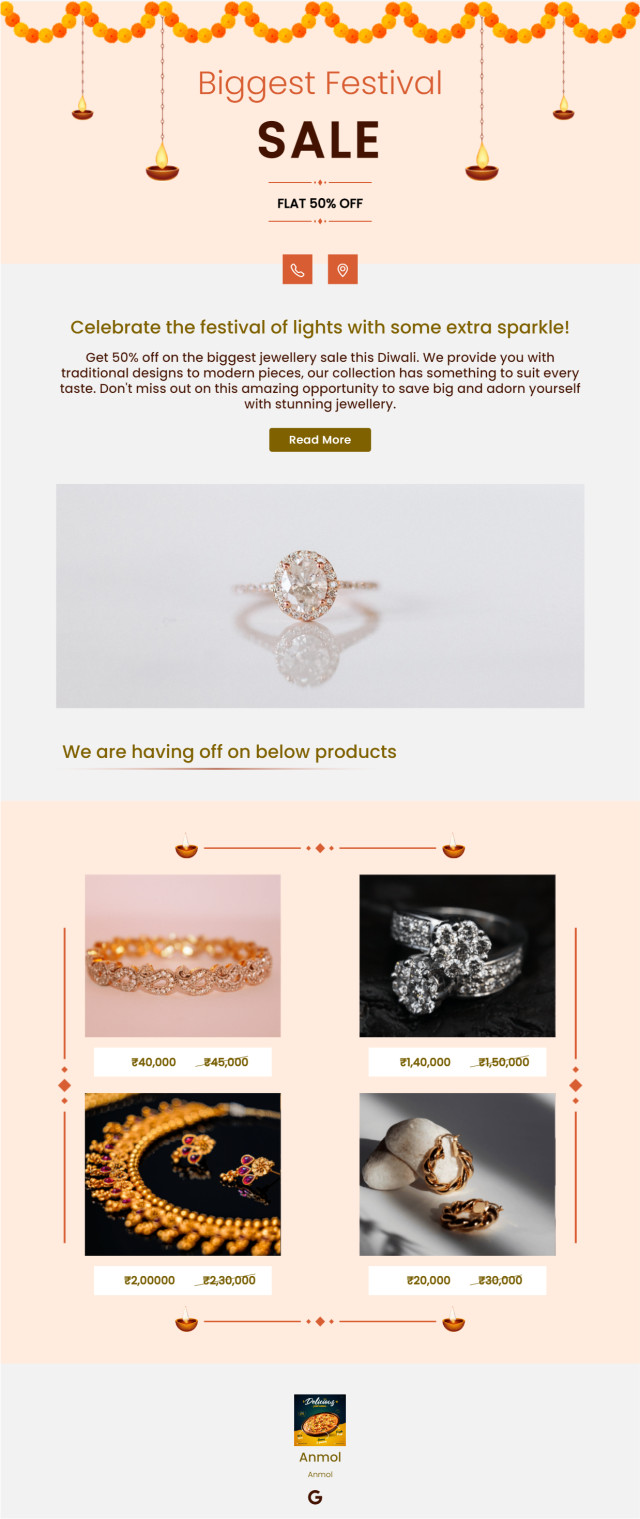 Biggest Festival
SALE
FLAT 50% OFF
Celebrate the festival of lights with some extra sparkle!
Get 50% off on the biggest jewellery sale this Diwali. We provide you with
traditional designs to modern pieces, our collection has something to suit every
taste. Don't miss out on this amazing opportunity to save big and adorn yourself
with stunning jewellery.
Read More
We are having off on below products
₹40,000 ₹45,000
₹1,40,000 ₹1,50,000
₹2,00000 ₹2,30,000
₹20,000 ₹30,000
Delicious
Anmol
Anmol
G